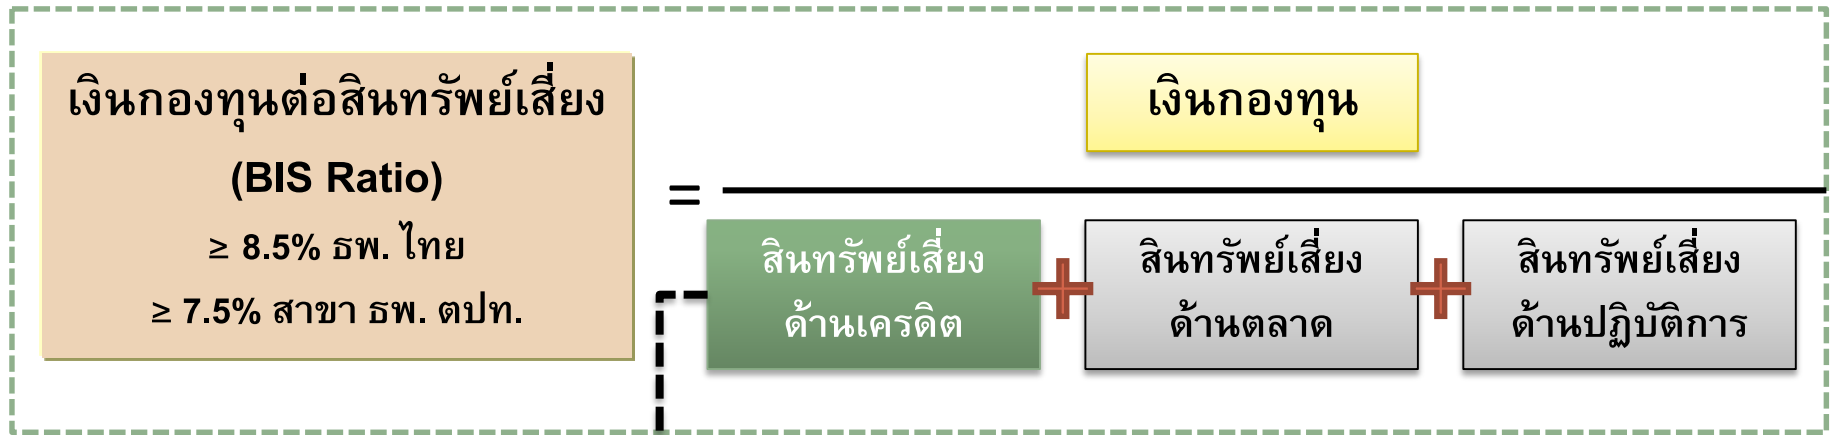 เงินกองทุนต่อสินทรัพย์เสี่ยง
(BIS Ratio)
≥ 8.5% ธพ. ไทย
≥ 7.5% สาขา ธพ. ตปท.
=
เงินกองทุน
สินทรัพย์เสี่ยง
ด้านเครดิต
สินทรัพย์เสี่ยง
ด้านตลาด
สินทรัพย์เสี่ยง
ด้านปฏิบัติการ